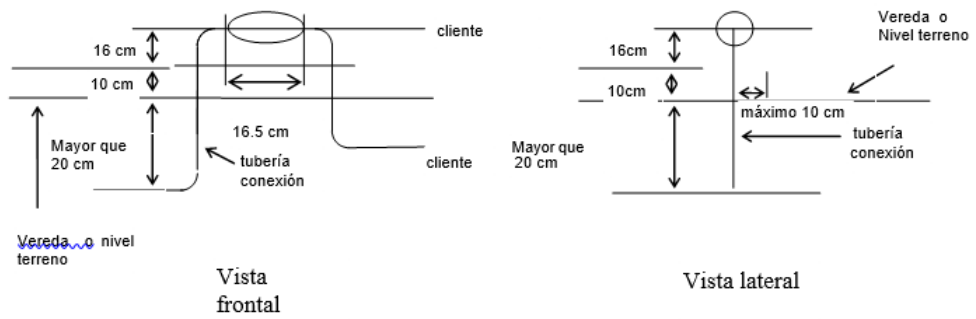 cliente
16 cm
10 cm
16.5 cm
Mayor que
20 cm
tubería
conexión
cliente
Vereda o nivel
terreno
Vista
frontal
Vereda o
Nivel terreno
16cm
10cm
máximo 10 cm
Mayor que
20 cm
tubería
conexión
Vista lateral